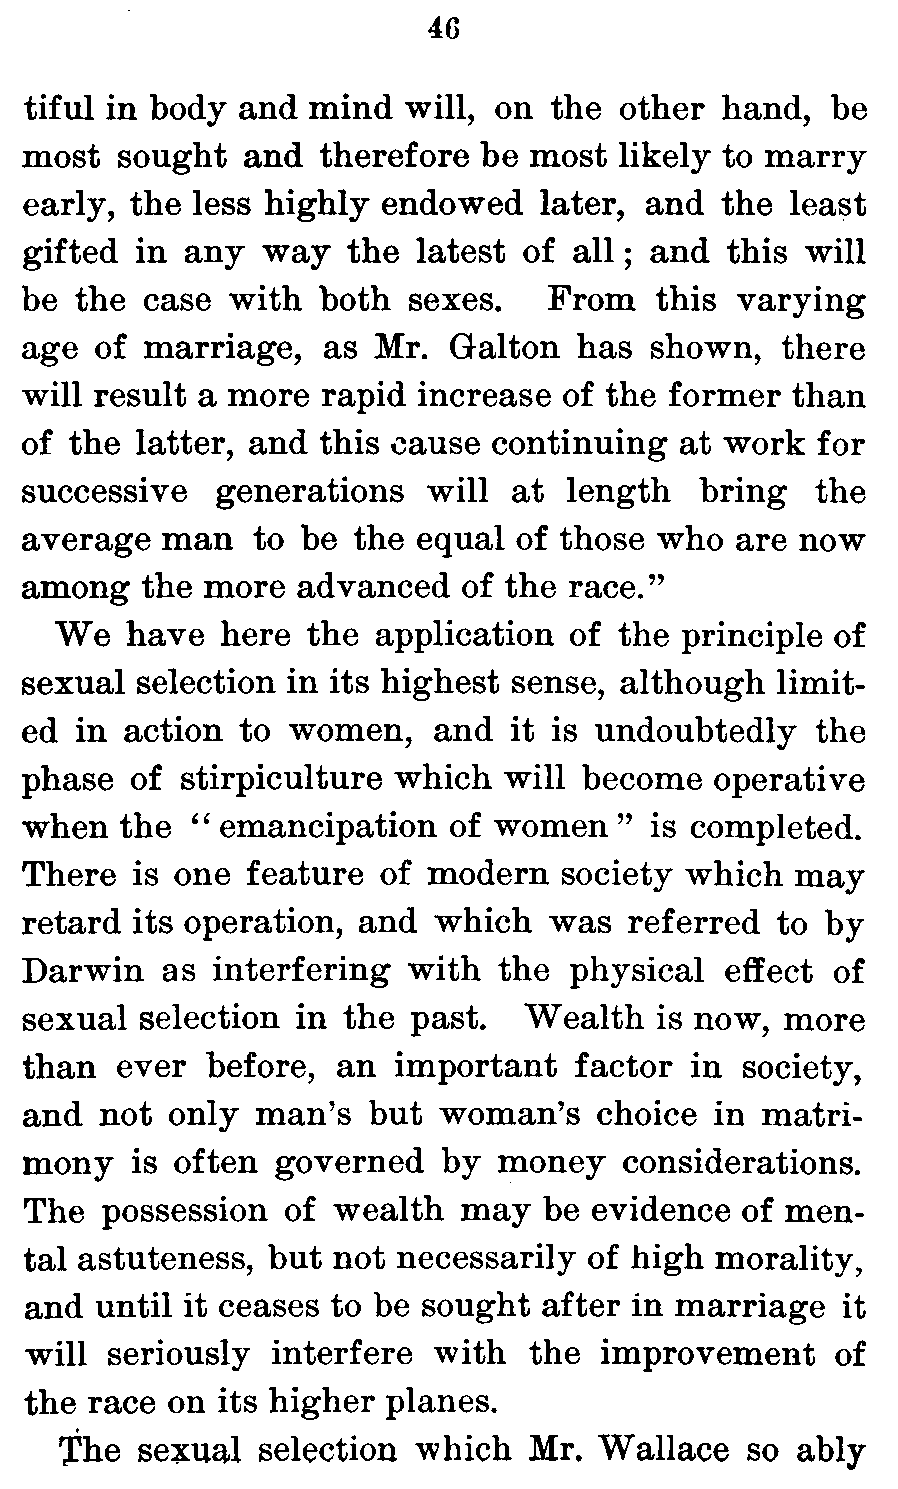 46
tiful in body and mind will, on the other hand, be
most sought and therefore be most likely to marry
early, the less highly endowed later, and the least
gifted in any way the latest of all ; and this will
be the case with both sexes. From this varying
age of marriage, as Mr. Galton has shown, there
will result a more rapid increase of the former than
of the latter, and this cause continuing at work for
successive generations will at length bring the
average man to be the equal of those who are now
among the more advanced of the race.”
We have here the application of the principle of
sexual selection in its highest sense, although limit-
ed in action to women, and it is undoubtedly the
phase of stirpiculture which will become operative
when the “ emancipation of women ” is completed.
There is one feature of modern society which may
retard its operation, and which was referred to by
Darwin as interfering with the physical effect of
sexual selection in the past. Wealth is now, more
than ever before, an important factor in society,
and not only man’s but woman’s choice in matri-
mony is often governed by money considerations.
The possession of wealth may be evidence of men-
tal astuteness, but not necessarily of high morality,
and until it ceases to be sought after in marriage it
will seriously interfere with the improvement of
the race on its higher planes.
The sexual selection which Mr. Wallace so ably